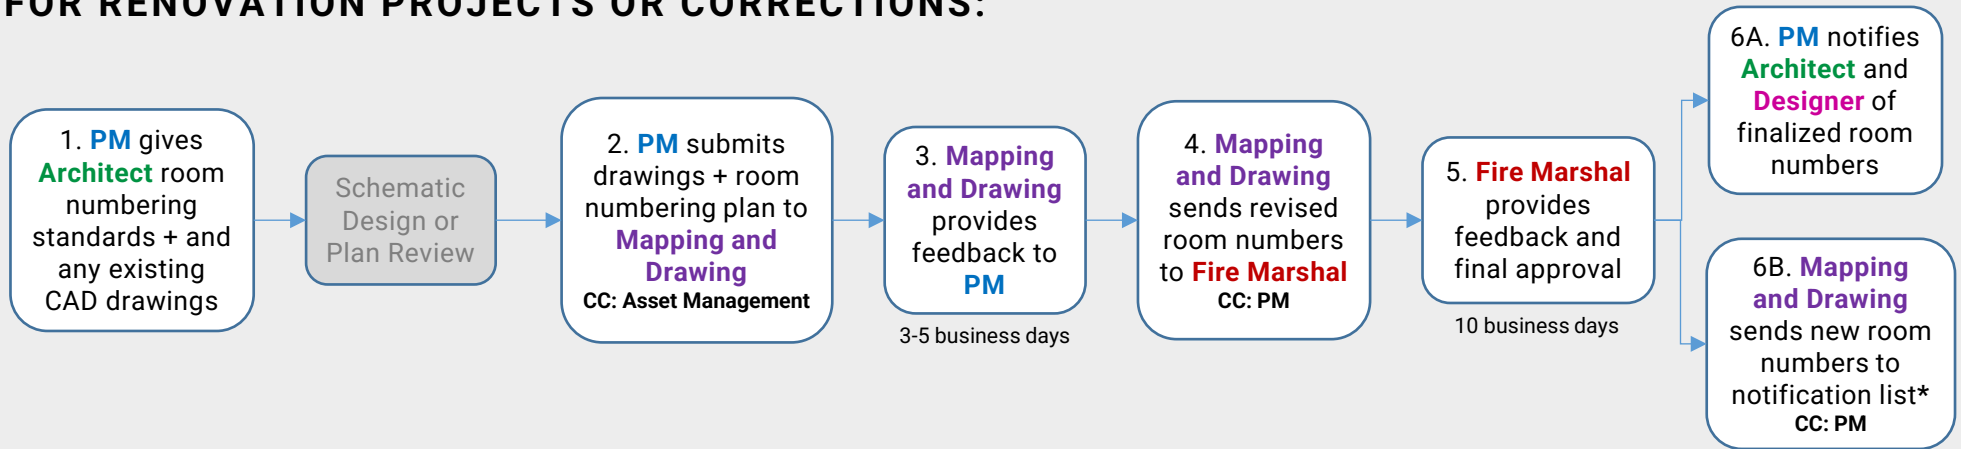 FOR RENOVATION PROJECTS OR CORRECTIONS:
1. PM gives
Architect room
numbering
standards + and
any existing
CAD drawings
Schematic
Design or
Plan Review
2. PM submits
drawings + room
numbering plan to
Mapping and
Drawing
CC: Asset Management
3. Mapping
and Drawing
provides
feedback to
PM
3-5 business days
4. Mapping
and Drawing
sends revised
room numbers
to Fire Marshal
CC: PM
5. Fire Marshal
provides
feedback and
final approval
10 business days
6A. PM notifies
Architect and
Designer of
finalized room
numbers
6B. Mapping
and Drawing
sends new room
numbers to
notification list*
CC: PM